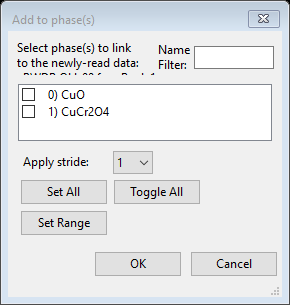 Add to phase(s)
Select phase(s) to link
to the newly-read data:
Name
Filter:
0) CuO
1) CuCr2O4
Apply stride:
1
Set All
Toggle All
Set Range
OK
Cancel